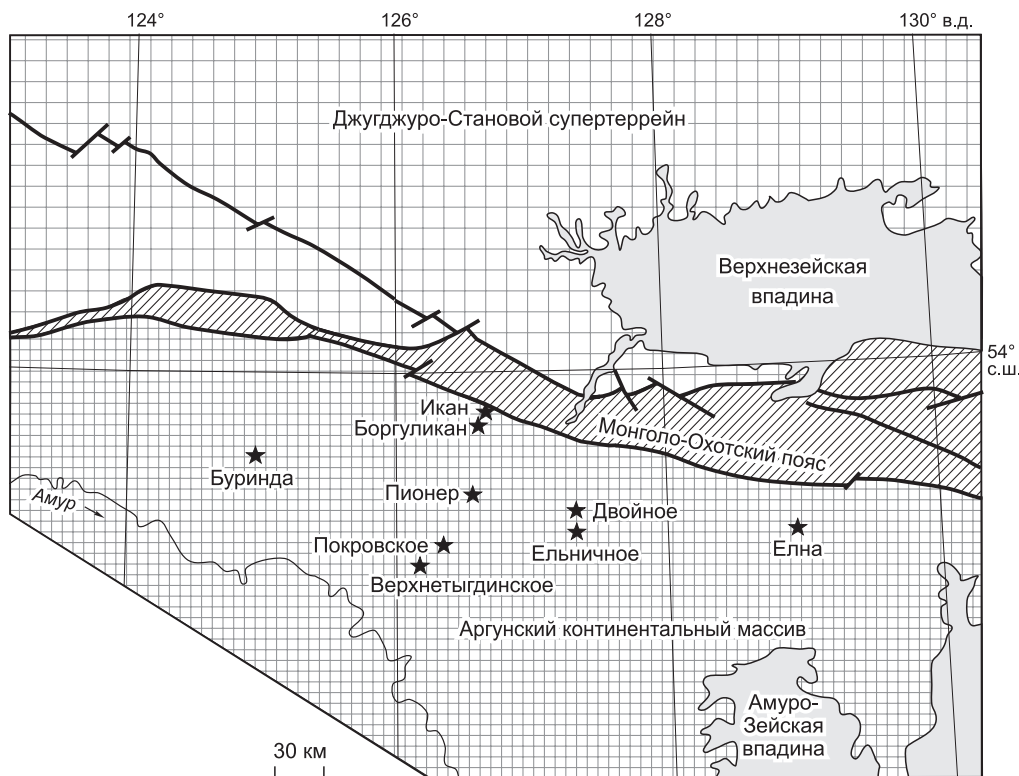 124°
126°
128°
130° в.д.
Джугджуро-Становой супертеррейн
Верхнезейская
впадина
54°
с.ш.
Икан
Боргуликан
Монголо-Охотский пояс
Буринда
Амур
Пионер
Двойное
Покровское
Ельничное
Елна
Верхнетыгдинское
Аргунский континентальный массив
Амуро-
Зейская
впадина
30 км